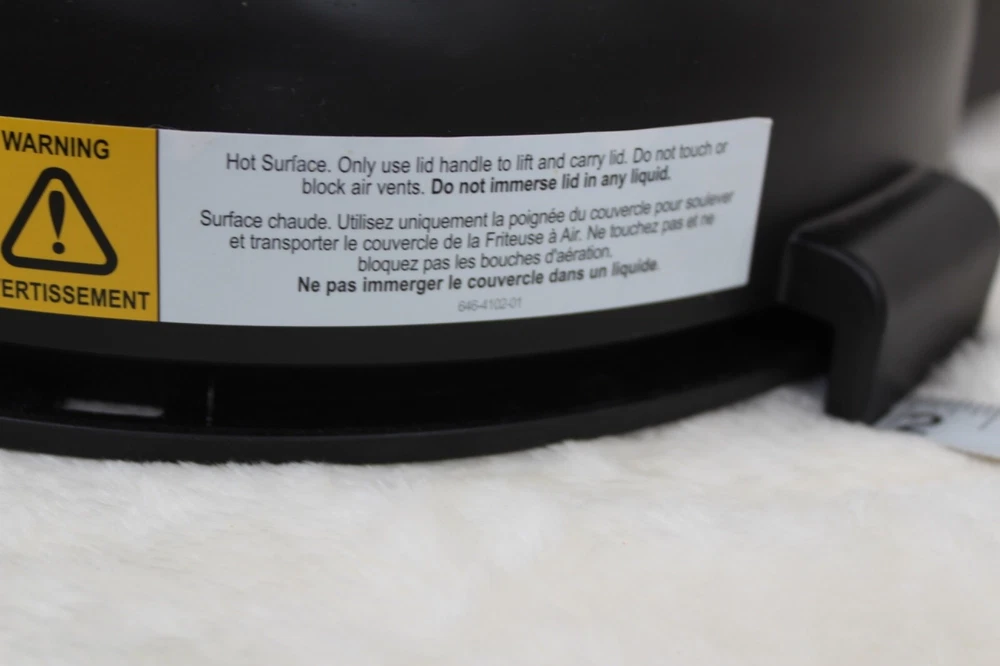 WARNING
ERTISSEMENT
Hot Surface. Only use lid handle to lift and carry lid. Do not touch or
block air vents. Do not immerse lid in any liquid.
Surface chaude. Utilisez uniquement la poignée du couvercle pour soulever
et transporter le couvercle de la Friteuse à Air. Ne touchez pas et ne
bloquez pas les bouches d'aération.
Ne pas immerger le couvercle dans un liquide.
646-4102-01
2